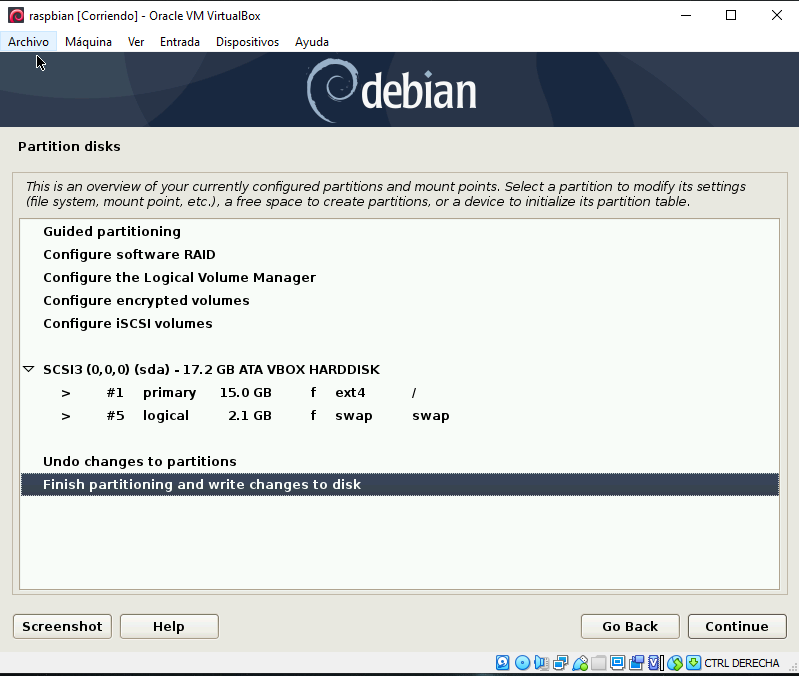 raspbian [Corriendo] - Oracle VM VirtualBox
Archivo Máquina Ver Entrada Dispositivos Ayuda
debian
Partition disks
This is an overview of your currently configured partitions and mount points. Select a partition to modify its settings
(file system, mount point, etc.), a free space to create partitions, or a device to initialize its partition table.
Guided partitioning
Configure software RAID
Configure the Logical Volume Manager
Configure encrypted volumes
Configure iSCSI volumes
SCSI3 (0,0,0) (sda) - 17.2 GB ATA VBOX HARDDISK
> #1 primary 15.0 GB f ext4 /
> #5 logical 2.1 GB f swap swap
Undo changes to partitions
Finish partitioning and write changes to disk
Screenshot Help Go Back Continue
CTRL DERECHA